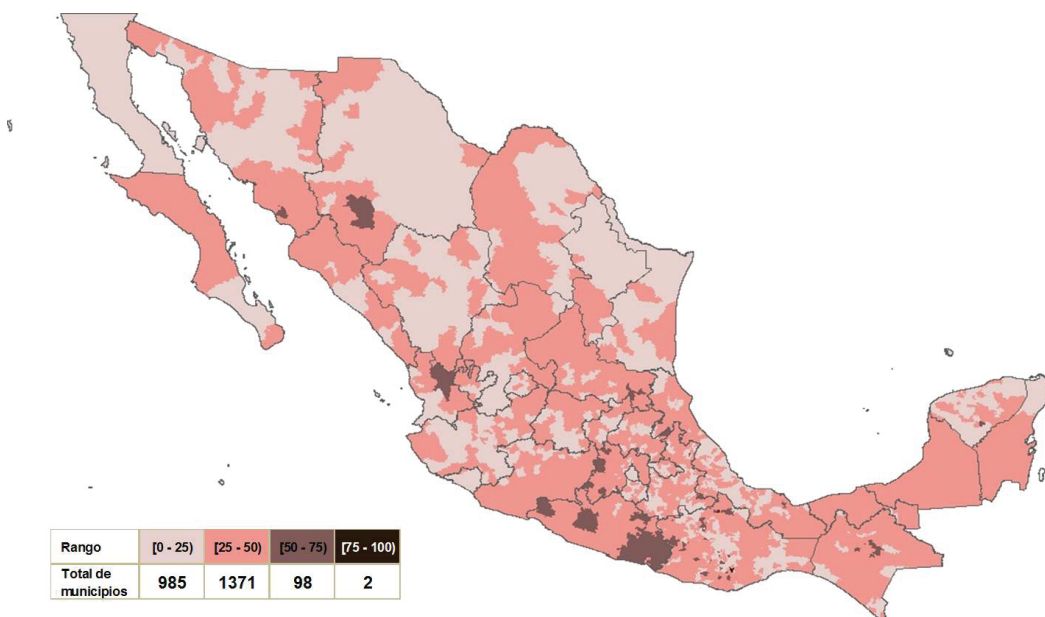 Rango [0 - 25) [25 - 50) [50 - 75) [75 - 100)
Total de municipios 985 1371 98 2